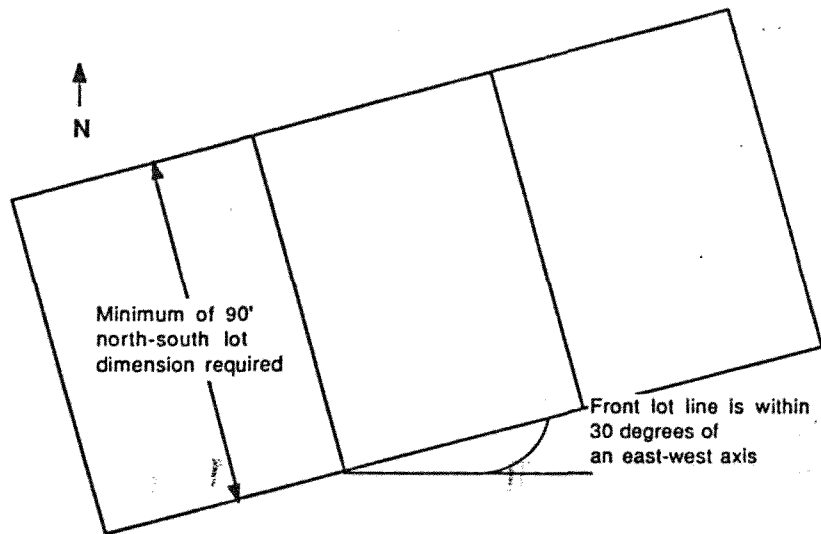 N
Minimum of 90'
north-south lot
dimension required
Front lot line is within
30 degrees of
an east-west axis